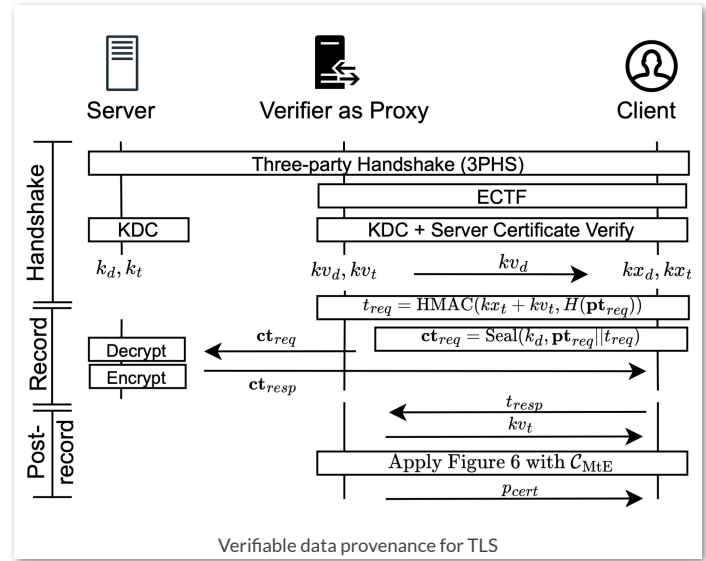 Server
Verifier as Proxy
Client
Handshake
Three-party Handshake (3PHS)
ECTF
KDC
KDC + Server Certificate Verify
k_d, k_t
kv_d, kv_t
kv_d
kx_d, kx_t
Record
t_req = HMAC(kx_t + kv_t, H(pt_req))
ct_req = Seal(k_d, pt_req||t_req)
ct_req
Decrypt
Encrypt
ct_resp
Post-
record
t_resp
kv_t
Apply Figure 6 with C_MtE
p_cert
Verifiable data provenance for TLS